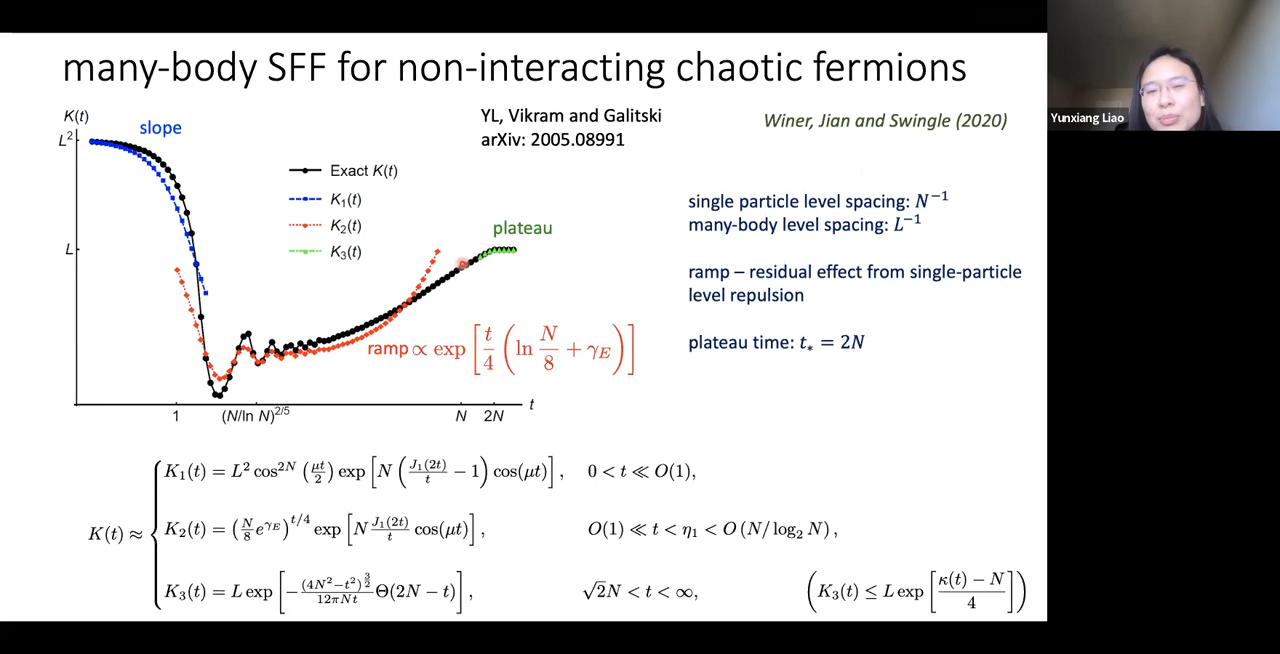 many-body SFF for non-interacting chaotic fermions
YL, Vikram and Galitski
arXiv: 2005.08991
Winer, Jian and Swingle (2020)
Yunxiang Liao
K(t)
L²
slope
Exact K(t)
K₁(t)
K₂(t)
K₃(t)
plateau
L
ramp ∝ exp [ t/4 ( ln N/8 + γ_E ) ]
1
(N/ln N)^{2/5}
N
2N
t
single particle level spacing: N⁻¹
many-body level spacing: L⁻¹
ramp – residual effect from single-particle
level repulsion
plateau time: t_* = 2N
K(t) ≈
K₁(t) = L² cos^{2N} (μt/2) exp [ N ( J₁(2t)/t − 1 ) cos(μt) ] , 0 < t ≪ O(1),
K₂(t) = ( N/8 e^{γ_E} )^{t/4} exp [ N J₁(2t)/t cos(μt) ] , O(1) ≪ t < η₁ < O (N/log₂ N) ,
K₃(t) = L exp [ − (4N²−t²)^{3/2}/12πNt Θ(2N − t) ] , √2N < t < ∞, ( K₃(t) ≤ L exp [ κ(t) − N / 4 ] )